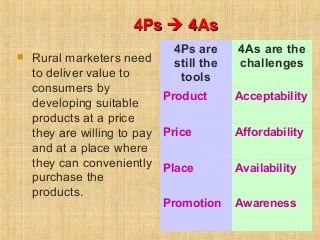 4Ps → 4As
Rural marketers need
to deliver value to
consumers by
developing suitable
products at a price
they are willing to pay
and at a place where
they can conveniently
purchase the
products.
4Ps are
still the
tools
4As are the
challenges
Product
Acceptability
Price
Affordability
Place
Availability
Promotion
Awareness